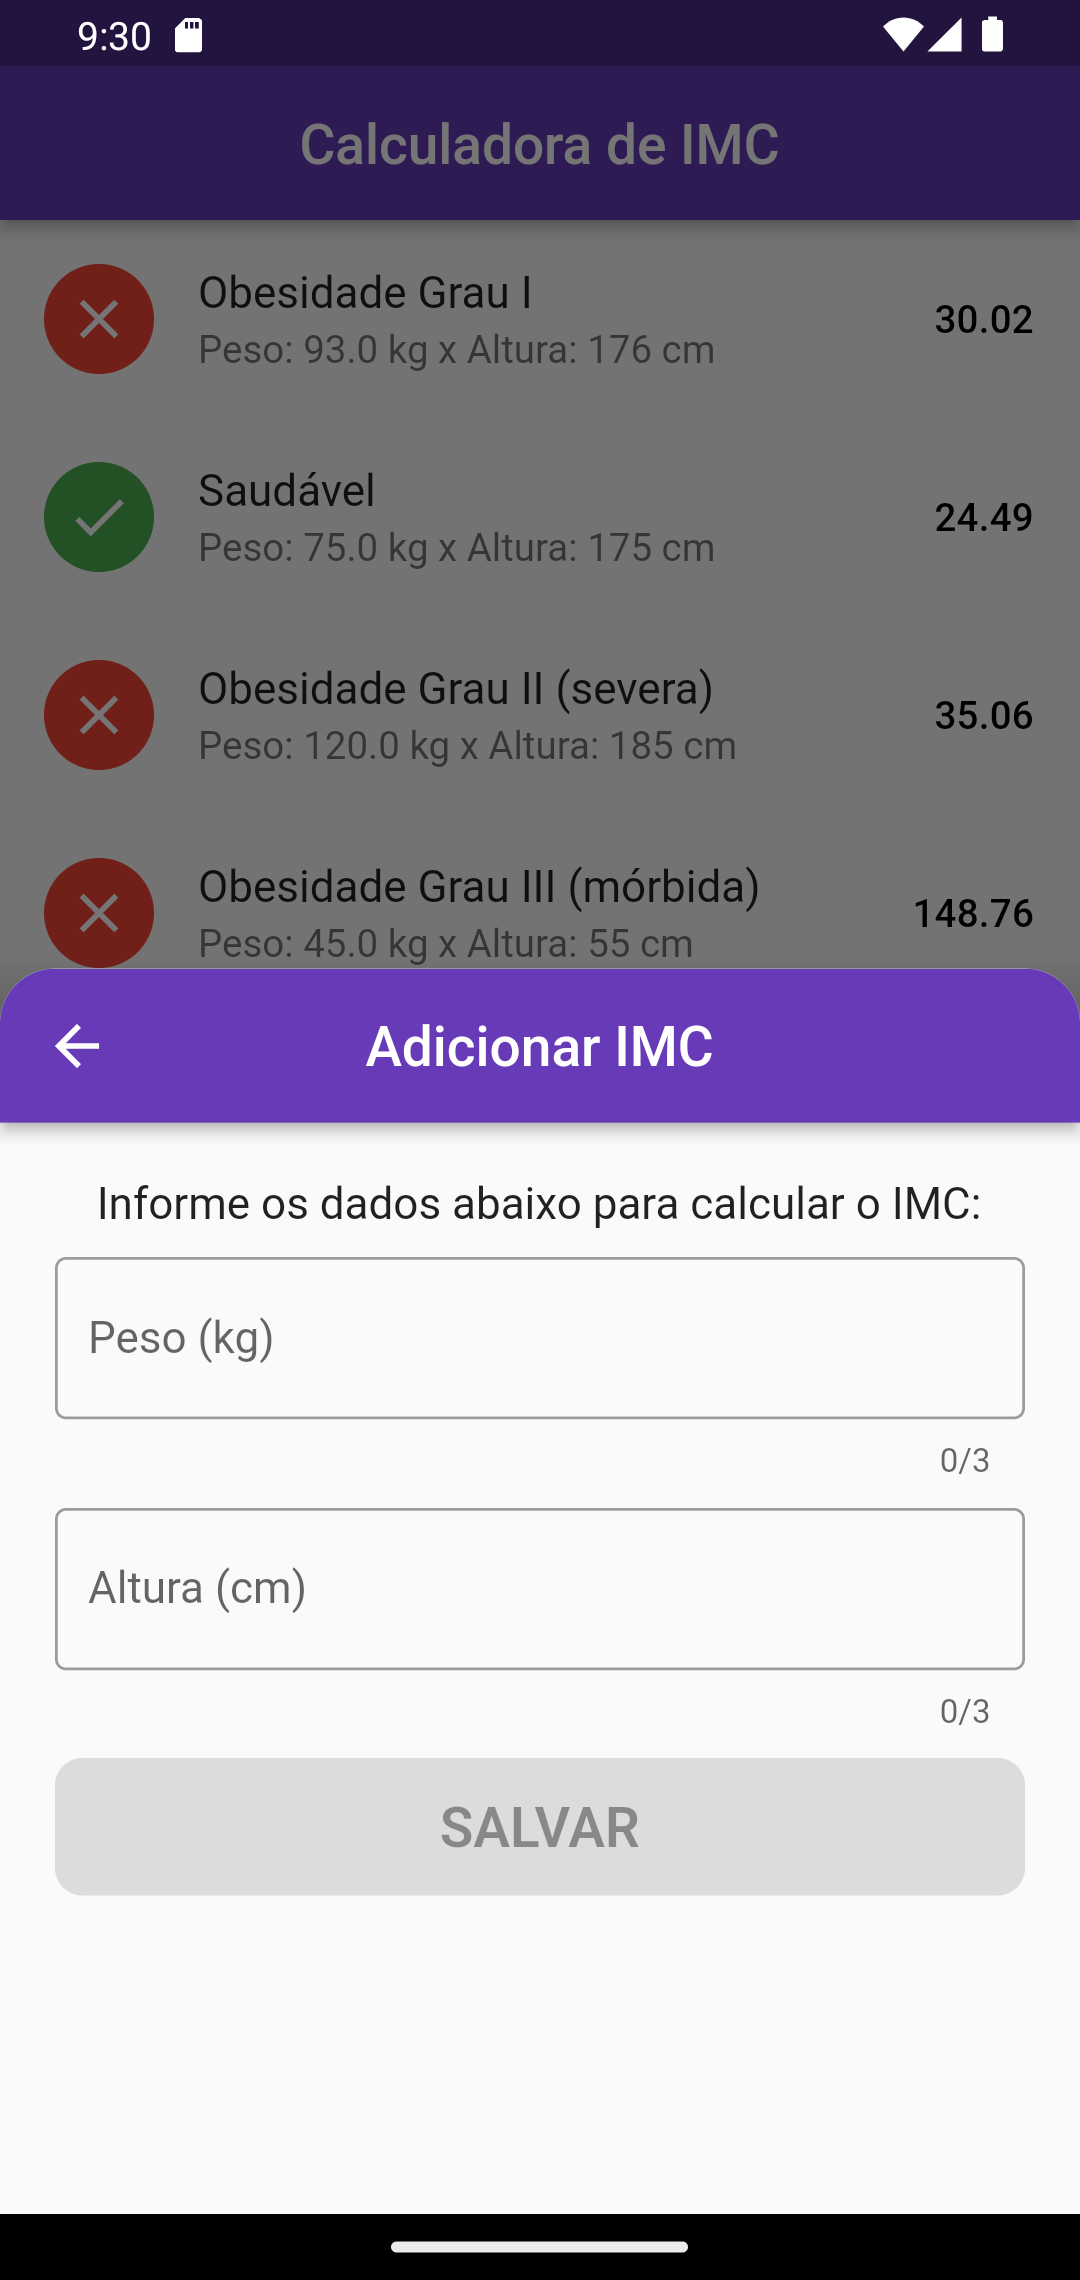 9:30
Calculadora de IMC
Obesidade Grau I
Peso: 93.0 kg x Altura: 176 cm
30.02
Saudável
Peso: 75.0 kg x Altura: 175 cm
24.49
Obesidade Grau II (severa)
Peso: 120.0 kg x Altura: 185 cm
35.06
Obesidade Grau III (mórbida)
Peso: 45.0 kg x Altura: 55 cm
148.76
Adicionar IMC
Informe os dados abaixo para calcular o IMC:
Peso (kg)
0/3
Altura (cm)
0/3
SALVAR